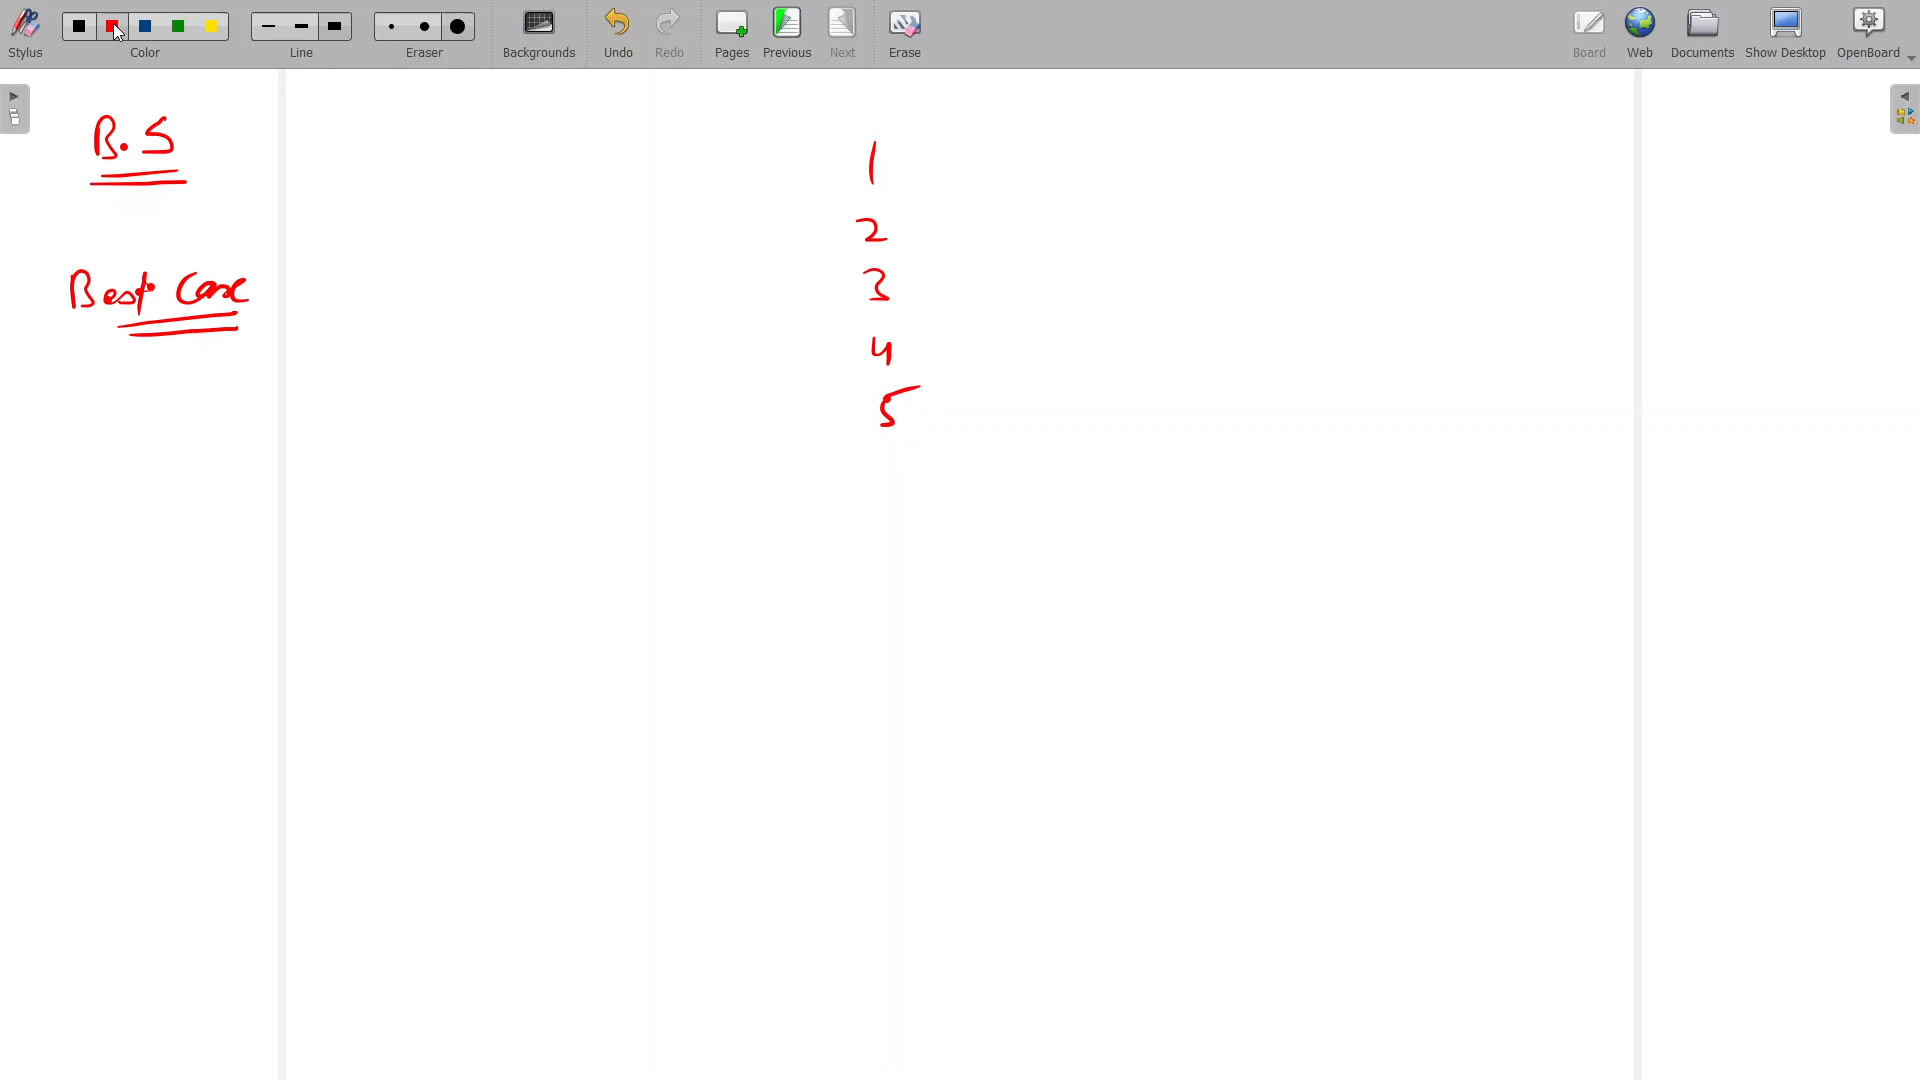 Stylus
Color
Line
Eraser
Backgrounds
Undo
Redo
Pages
Previous
Next
Erase
Board
Web
Documents
Show Desktop
OpenBoard
B.S
Best Case
1
2
3
4
5